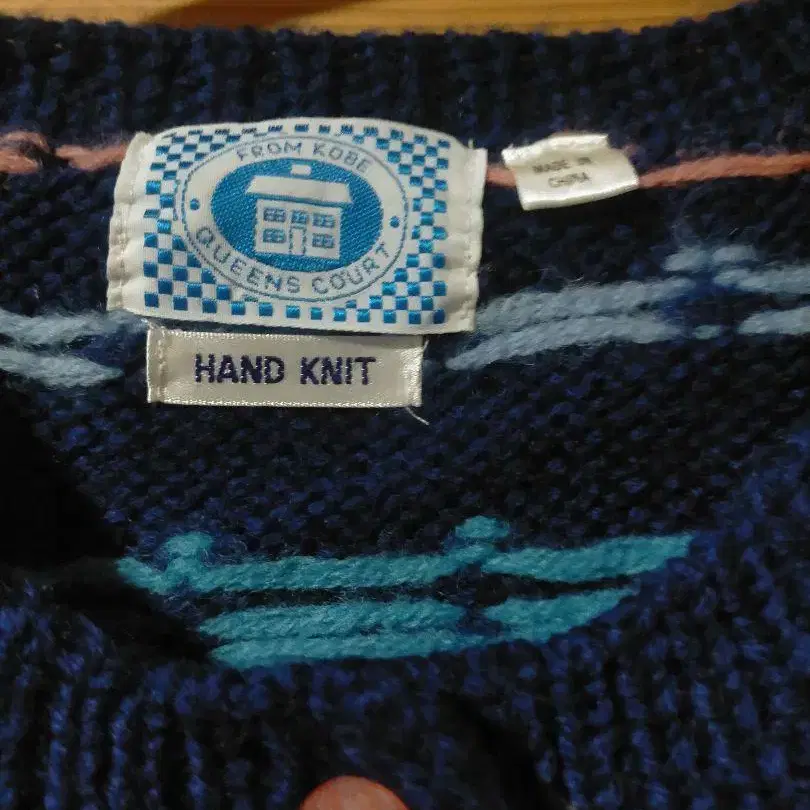 FROM KOBE
QUEENS COURT
MADE IN
CHINA
HAND KNIT